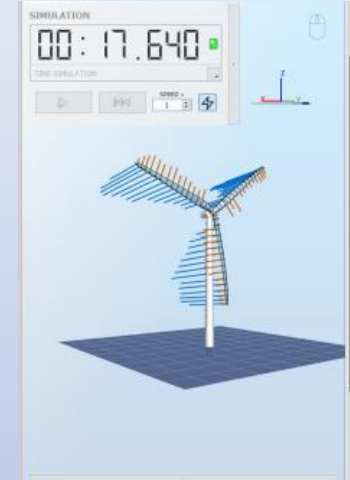 SIMULATION
00:17.640
TIME SIMULATION
SPEED ×
1
z
x
y